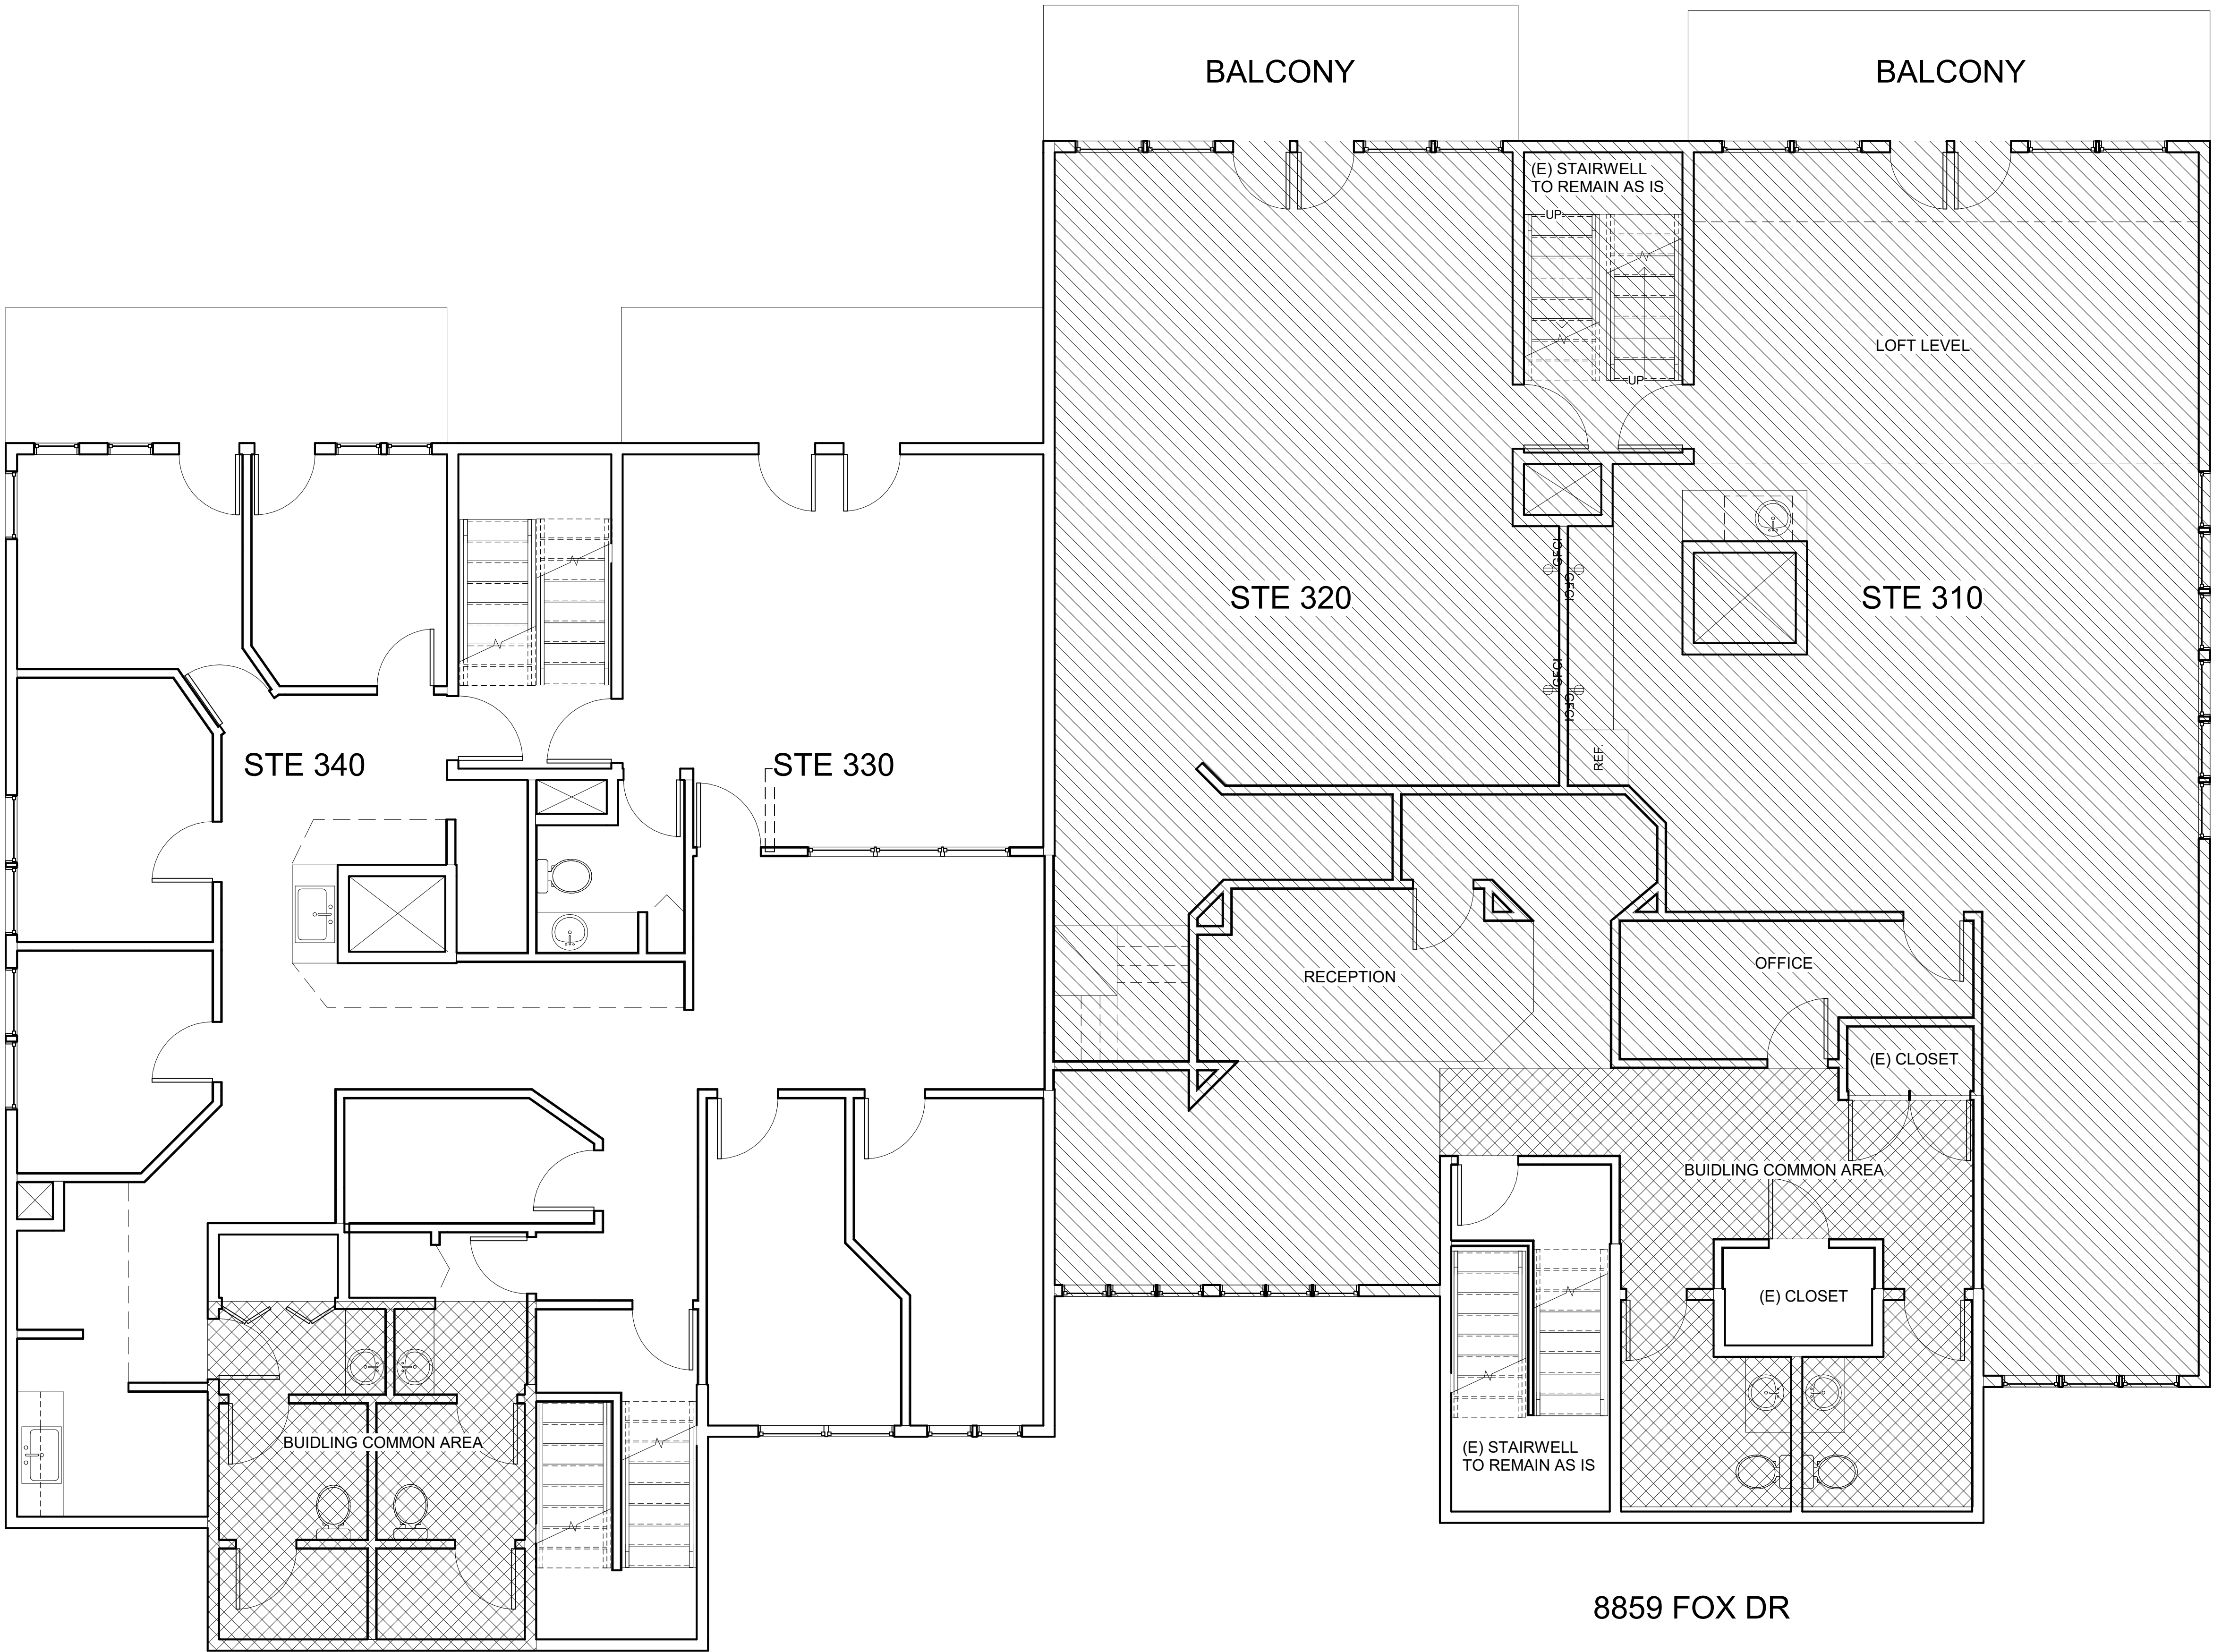 BALCONY
BALCONY
(E) STAIRWELL
TO REMAIN AS IS
UP
UP
LOFT LEVEL
GFCI
GFCI
STE 320
STE 310
GFCI
GFCI
REF.
STE 340
STE 330
RECEPTION
OFFICE
(E) CLOSET
BUIDLING COMMON AREA
(E) CLOSET
BUIDLING COMMON AREA
(E) STAIRWELL
TO REMAIN AS IS
8859 FOX DR